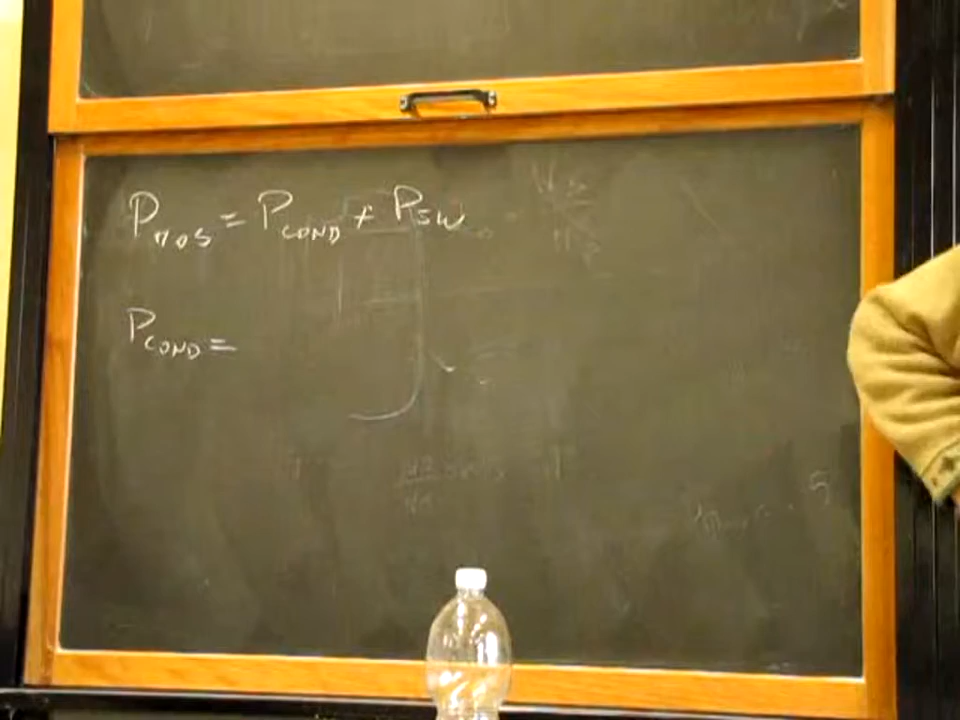 P_MOS = P_COND + P_SW
P_COND =